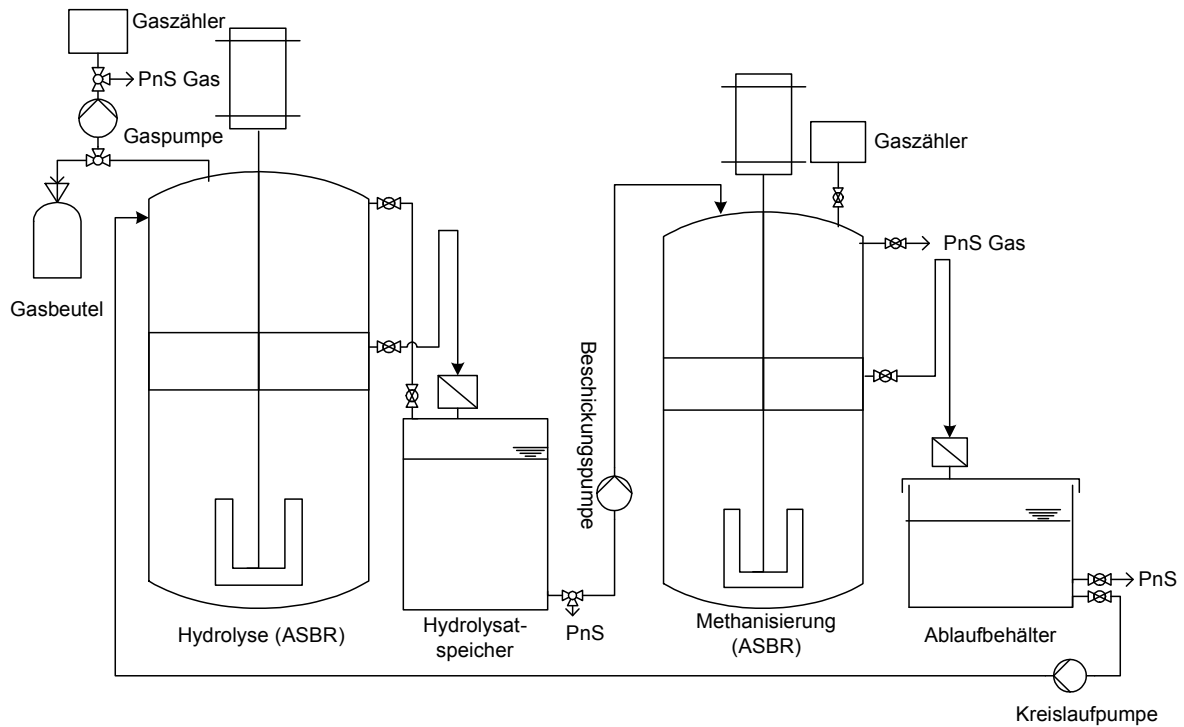 Gaszähler
PnS Gas
Gaspumpe
Gasbeutel
Gaszähler
PnS Gas
Beschickungspumpe
PnS
Hydrolyse (ASBR)
Hydrolysat-
speicher
PnS
Methanisierung
(ASBR)
Ablaufbehälter
Kreislaufpumpe